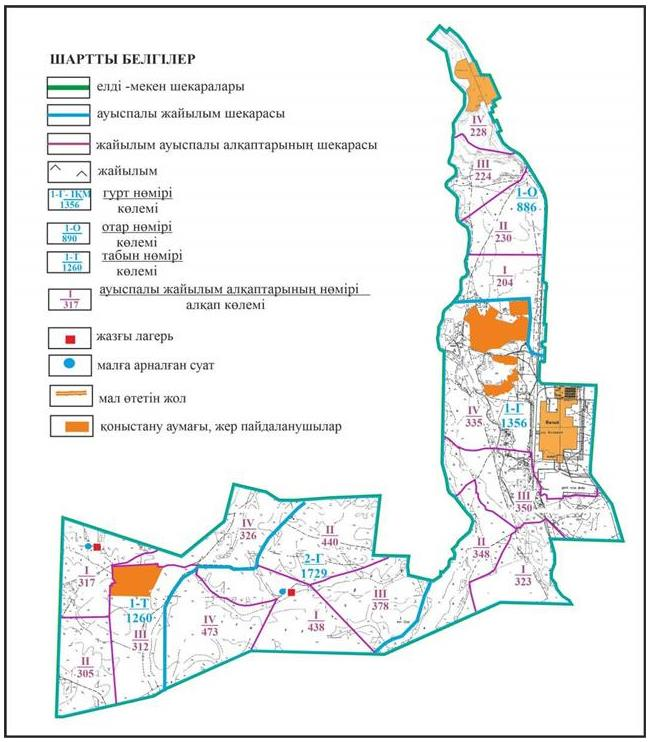 ШАРТТЫ БЕЛГІЛЕР
елді -мекен шекаралары
ауыспалы жайылым шекарасы
жайылым ауыспалы алқаптарының шекарасы
жайылым
1-Г - ІҚМ
1356
гурт нөмірі
көлемі
1-О
890
отар нөмірі
көлемі
1-Т
1260
табын нөмірі
көлемі
I
317
ауыспалы жайылым алқаптарының нөмірі
алқап көлемі
жазғы лагерь
малға арналған суат
мал өтетін жол
қоныстану аумағы, жер пайдаланушылар
IV
228
III
224
1-О
886
II
230
I
204
IV
335
1-Г
1356
III
350
II
348
I
323
IV
326
II
440
2-Г
1729
I
317
1-Т
1260
III
312
IV
473
I
438
III
378
II
305